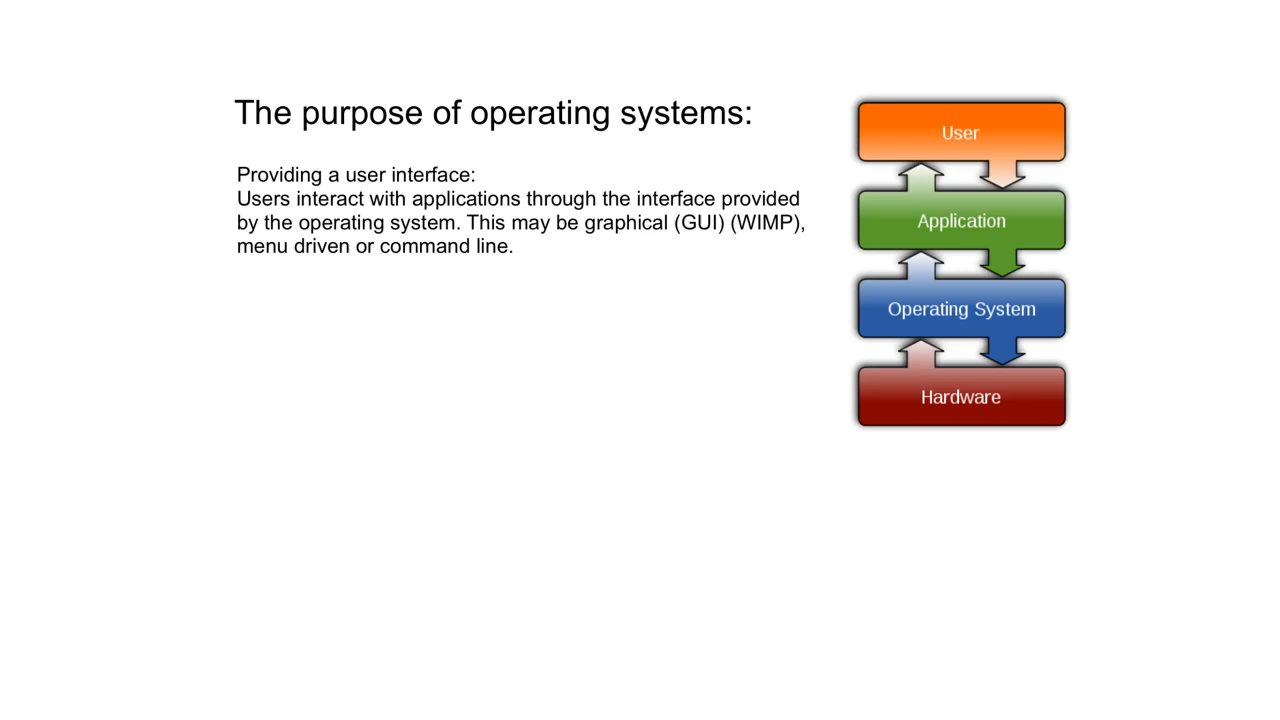 The purpose of operating systems:
Providing a user interface:
Users interact with applications through the interface provided
by the operating system. This may be graphical (GUI) (WIMP),
menu driven or command line.
User
Application
Operating System
Hardware